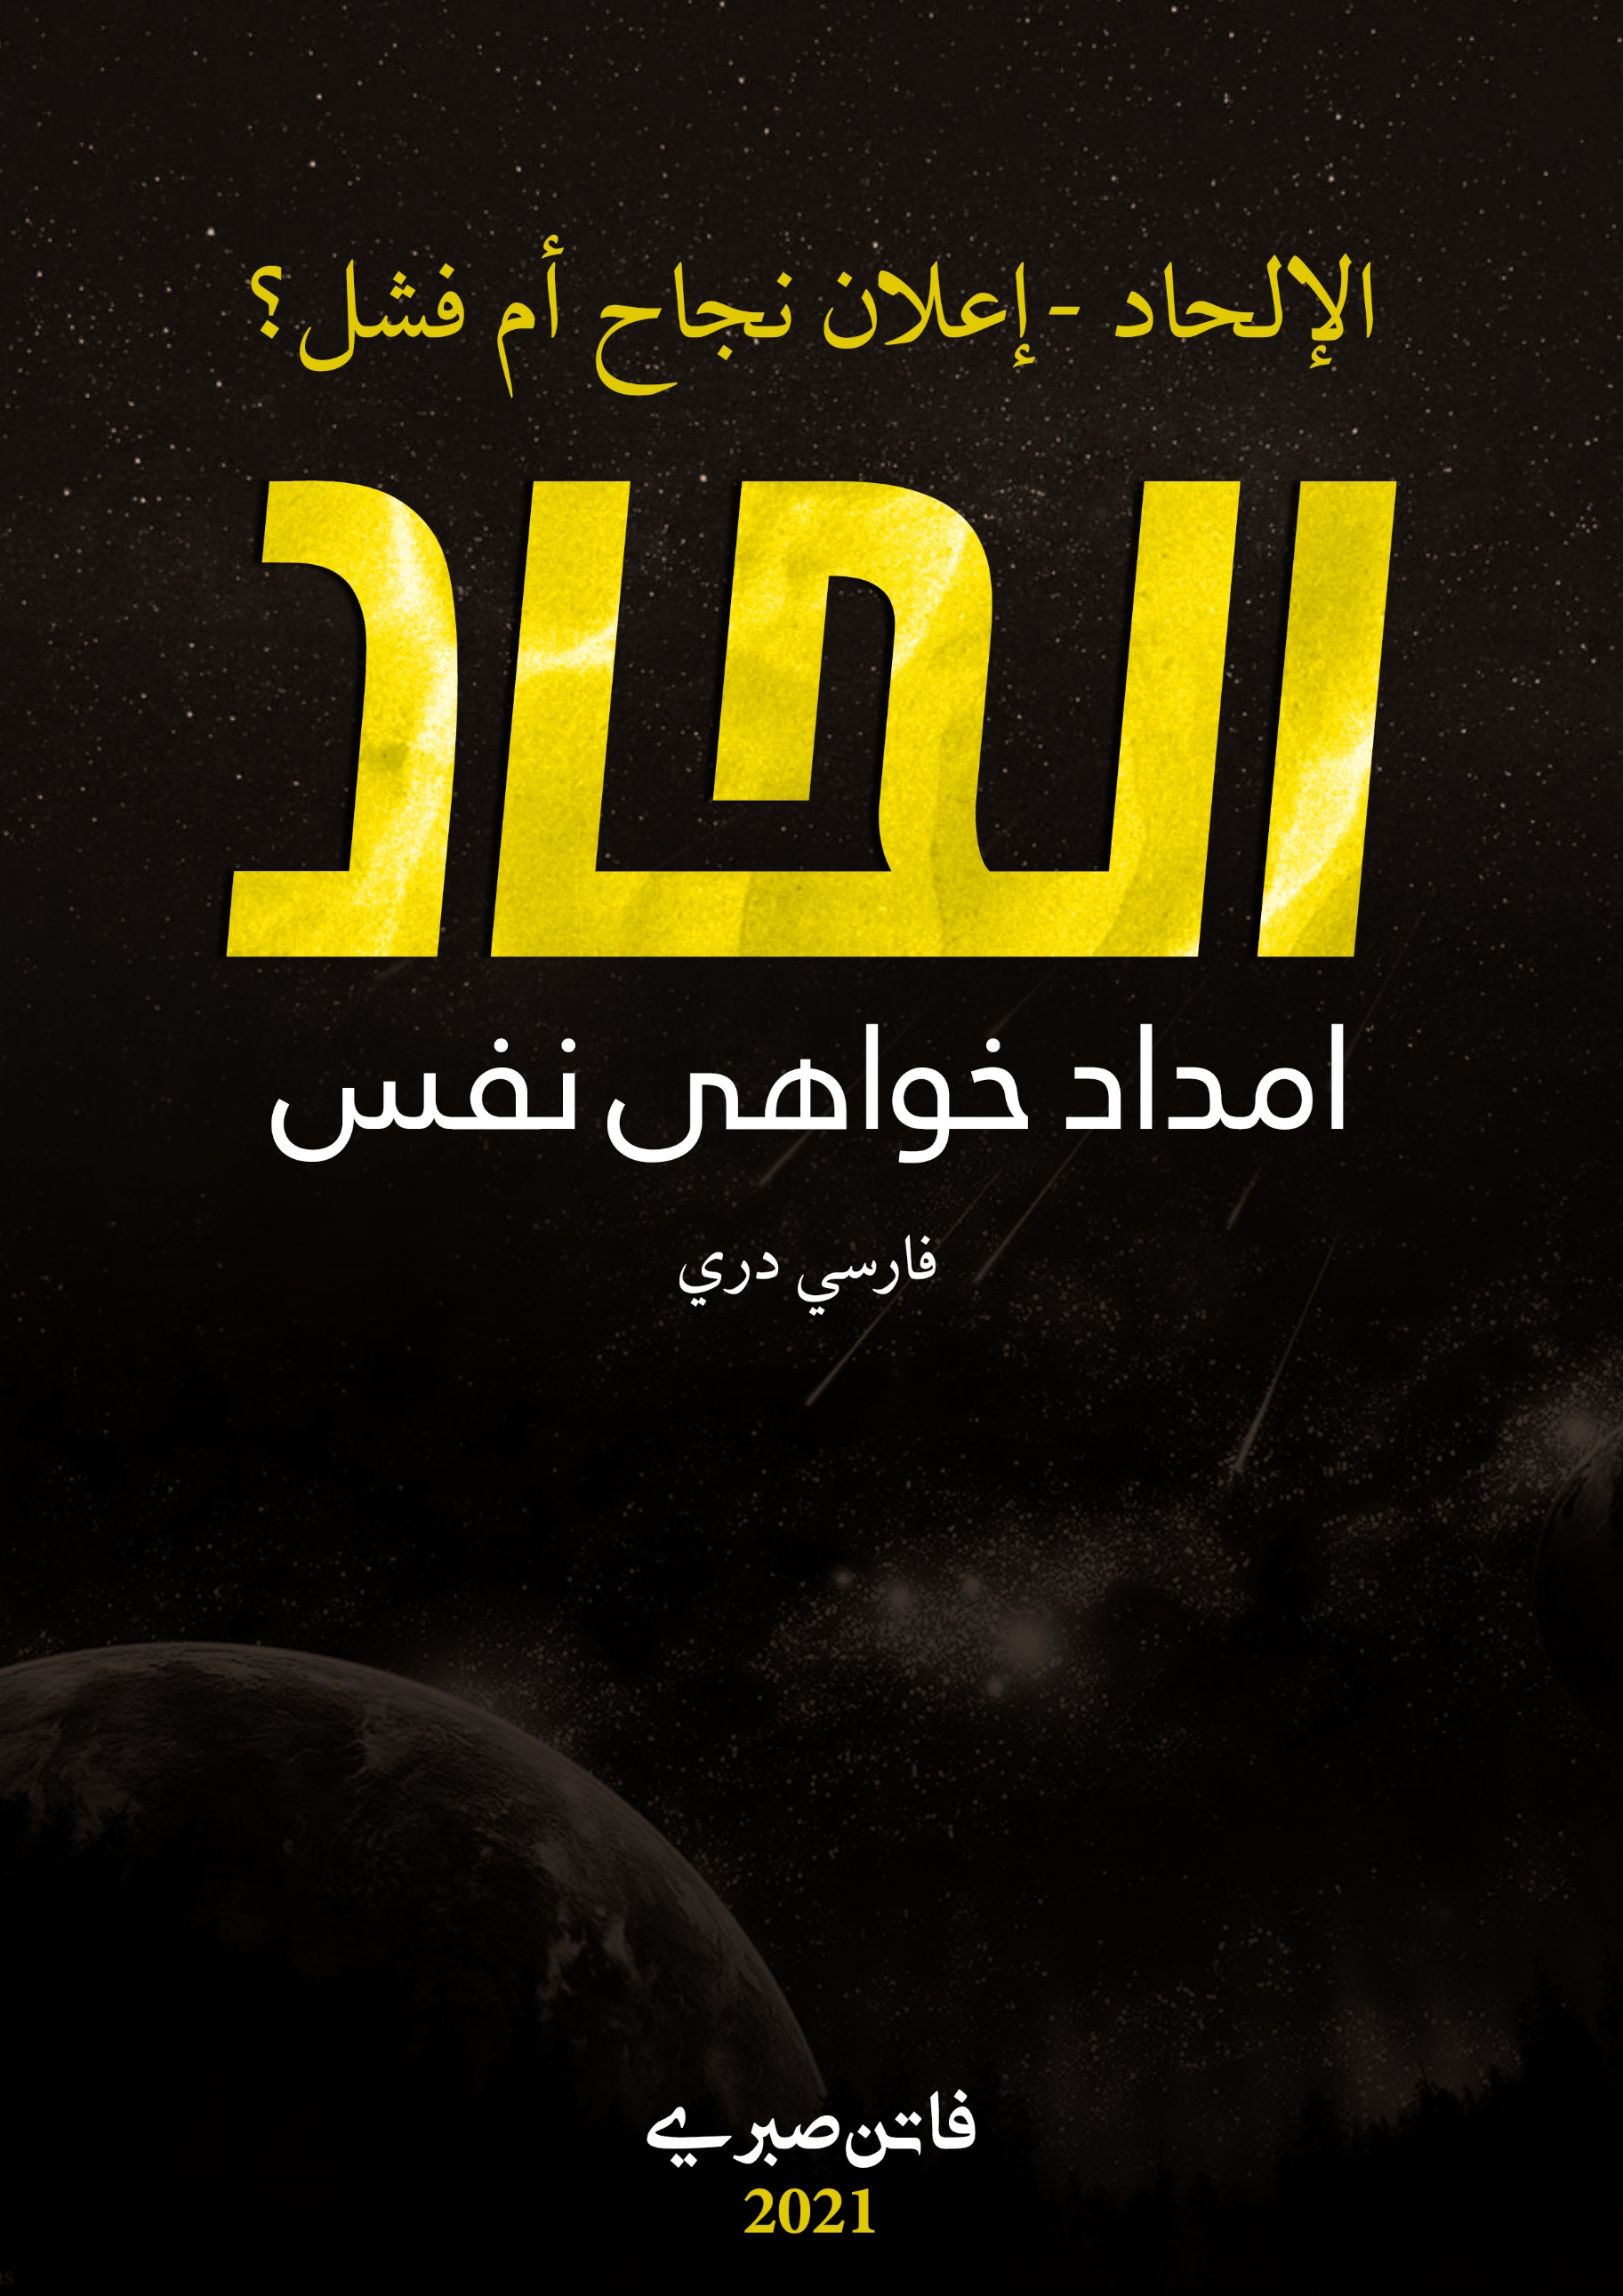 الإلحاد - إعلان نجاح أم فشل؟
الحاد
امداد خواهی نفس
فارسي دري
فاتن صبري
2021